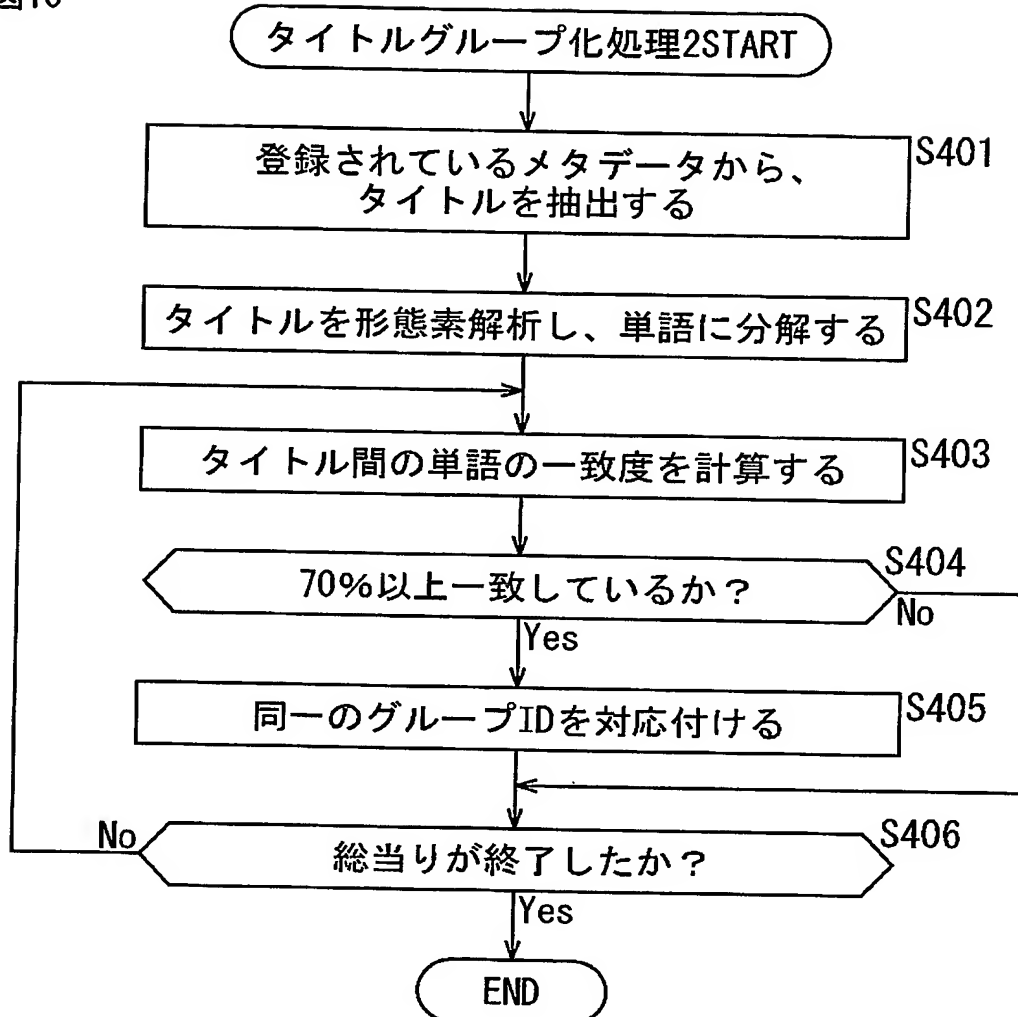 タイトルグループ化処理2START
登録されているメタデータから、
タイトルを抽出する
S401
タイトルを形態素解析し、単語に分解する
S402
タイトル間の単語の一致度を計算する
S403
70%以上一致しているか?
S404
No
Yes
同一のグループIDを対応付ける
S405
No
総当りが終了したか?
S406
Yes
END